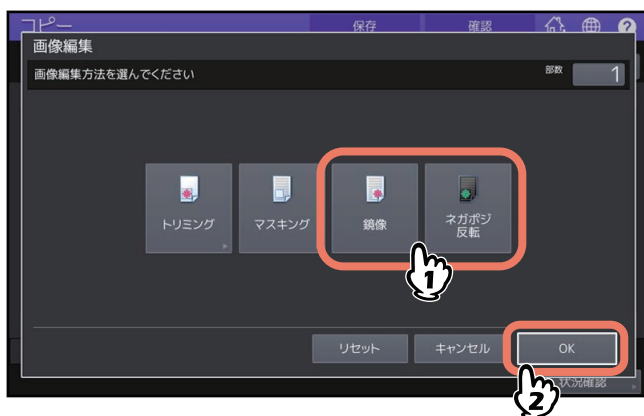 コピー 保存 確認 ?
画像編集
画像編集方法を選んでください 部数 1
トリミング マスキング 鏡像 ネガポジ
反転
1
リセット キャンセル OK
状況確認
2